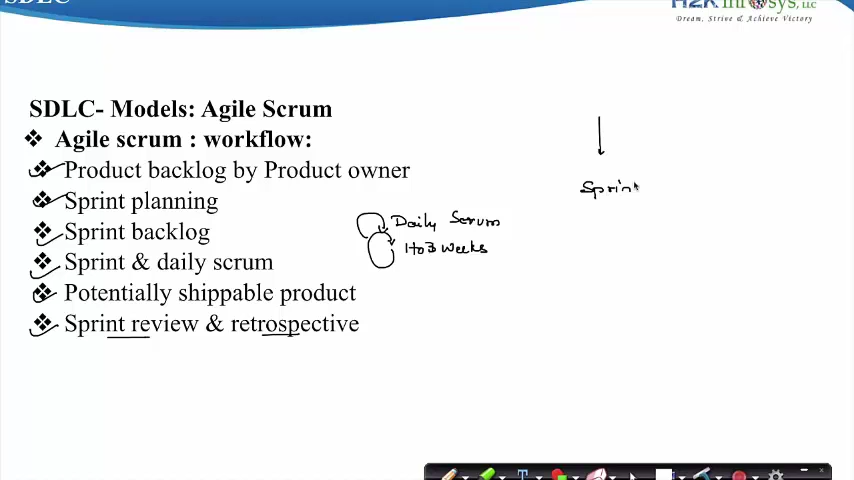 SDLC
H2K Infosys, LLC
Dream, Strive & Achieve Victory
SDLC- Models: Agile Scrum
Agile scrum : workflow:
Product backlog by Product owner
Sprint planning
Sprint backlog
Sprint & daily scrum
Potentially shippable product
Sprint review & retrospective
Daily Scrum
1to3 Weeks
Sprint